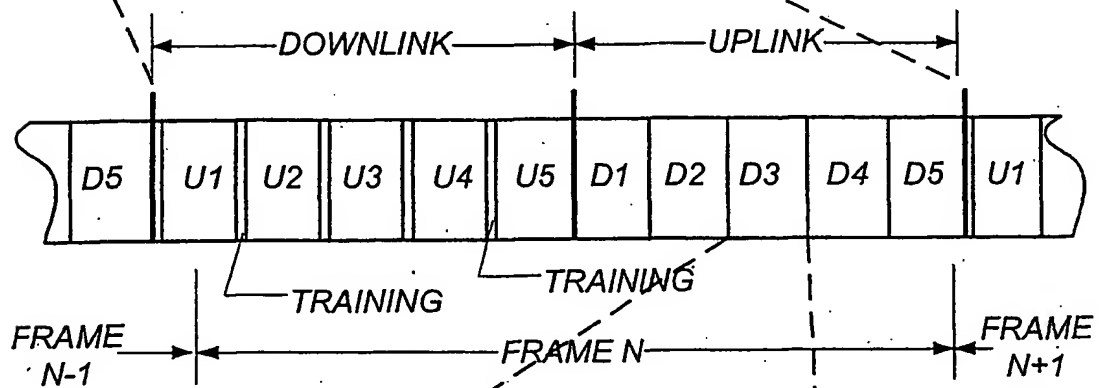 DOWNLINK UPLINK
D5 U1 U2 U3 U4 U5 D1 D2 D3 D4 D5 U1
TRAINING TRAINING
FRAME N-1 FRAME N FRAME N+1